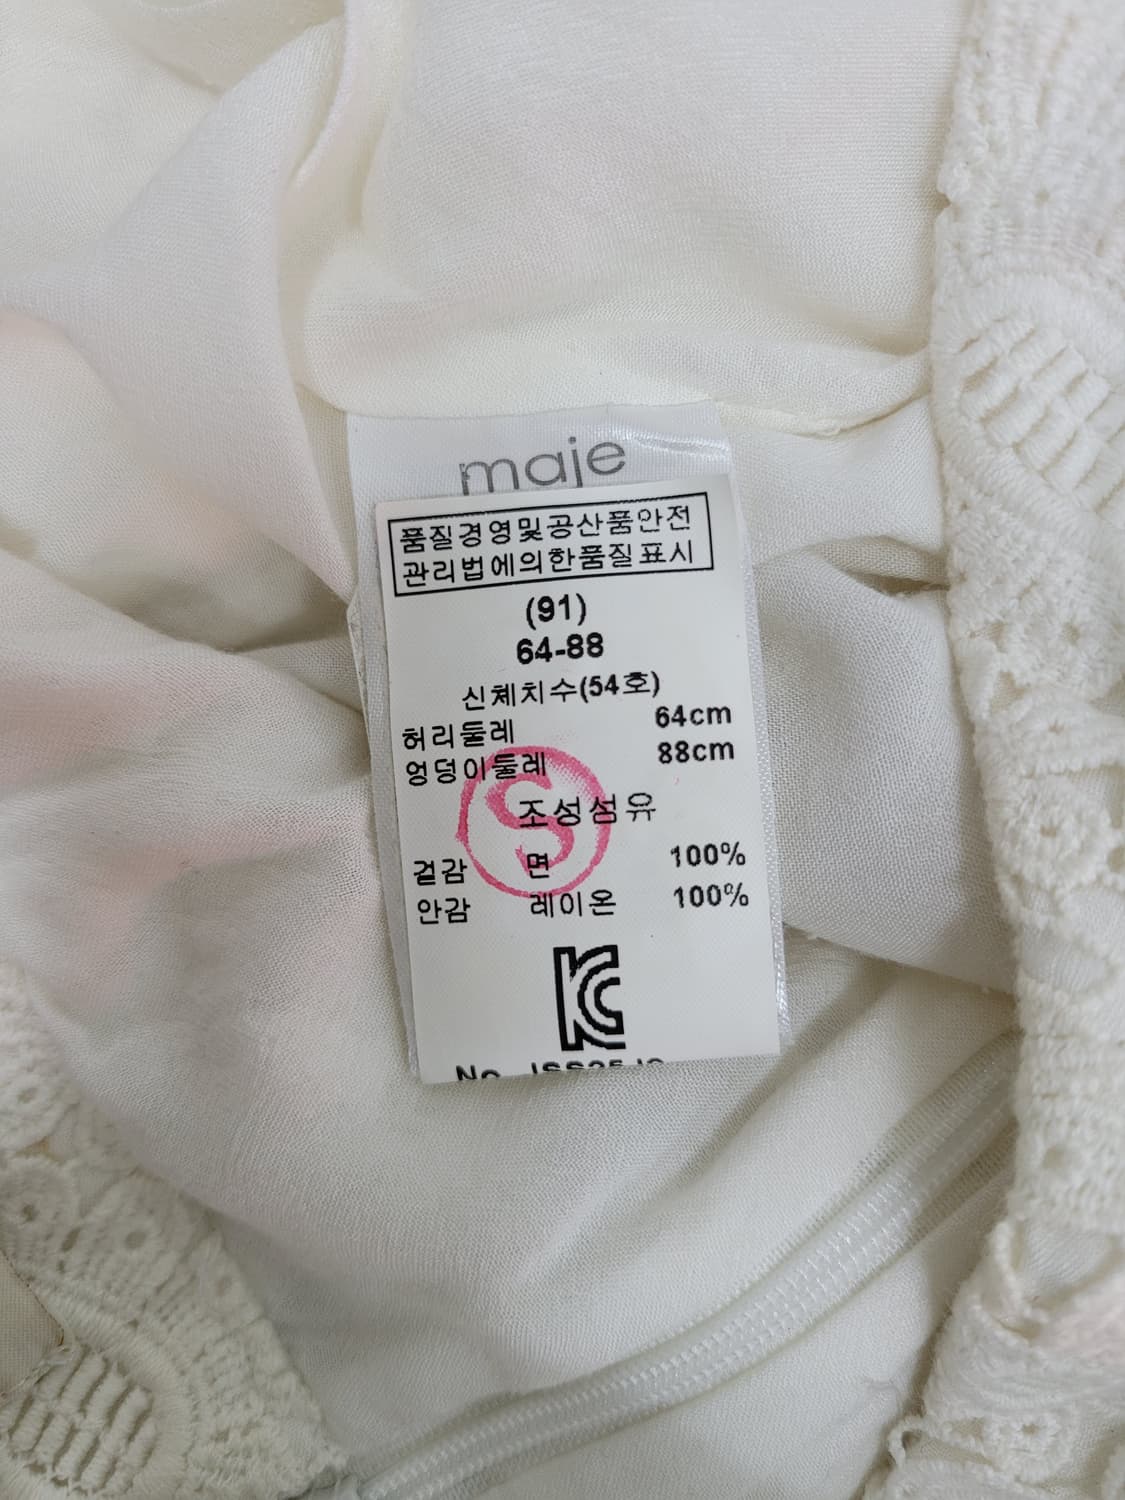 maje
품질경영및공산품안전
관리법에의한품질표시
(91)
64-88
신체치수(54호)
허리둘레 64cm
엉덩이둘레 88cm
S
조성섬유
겉감 면 100%
안감 레이온 100%
KC
No